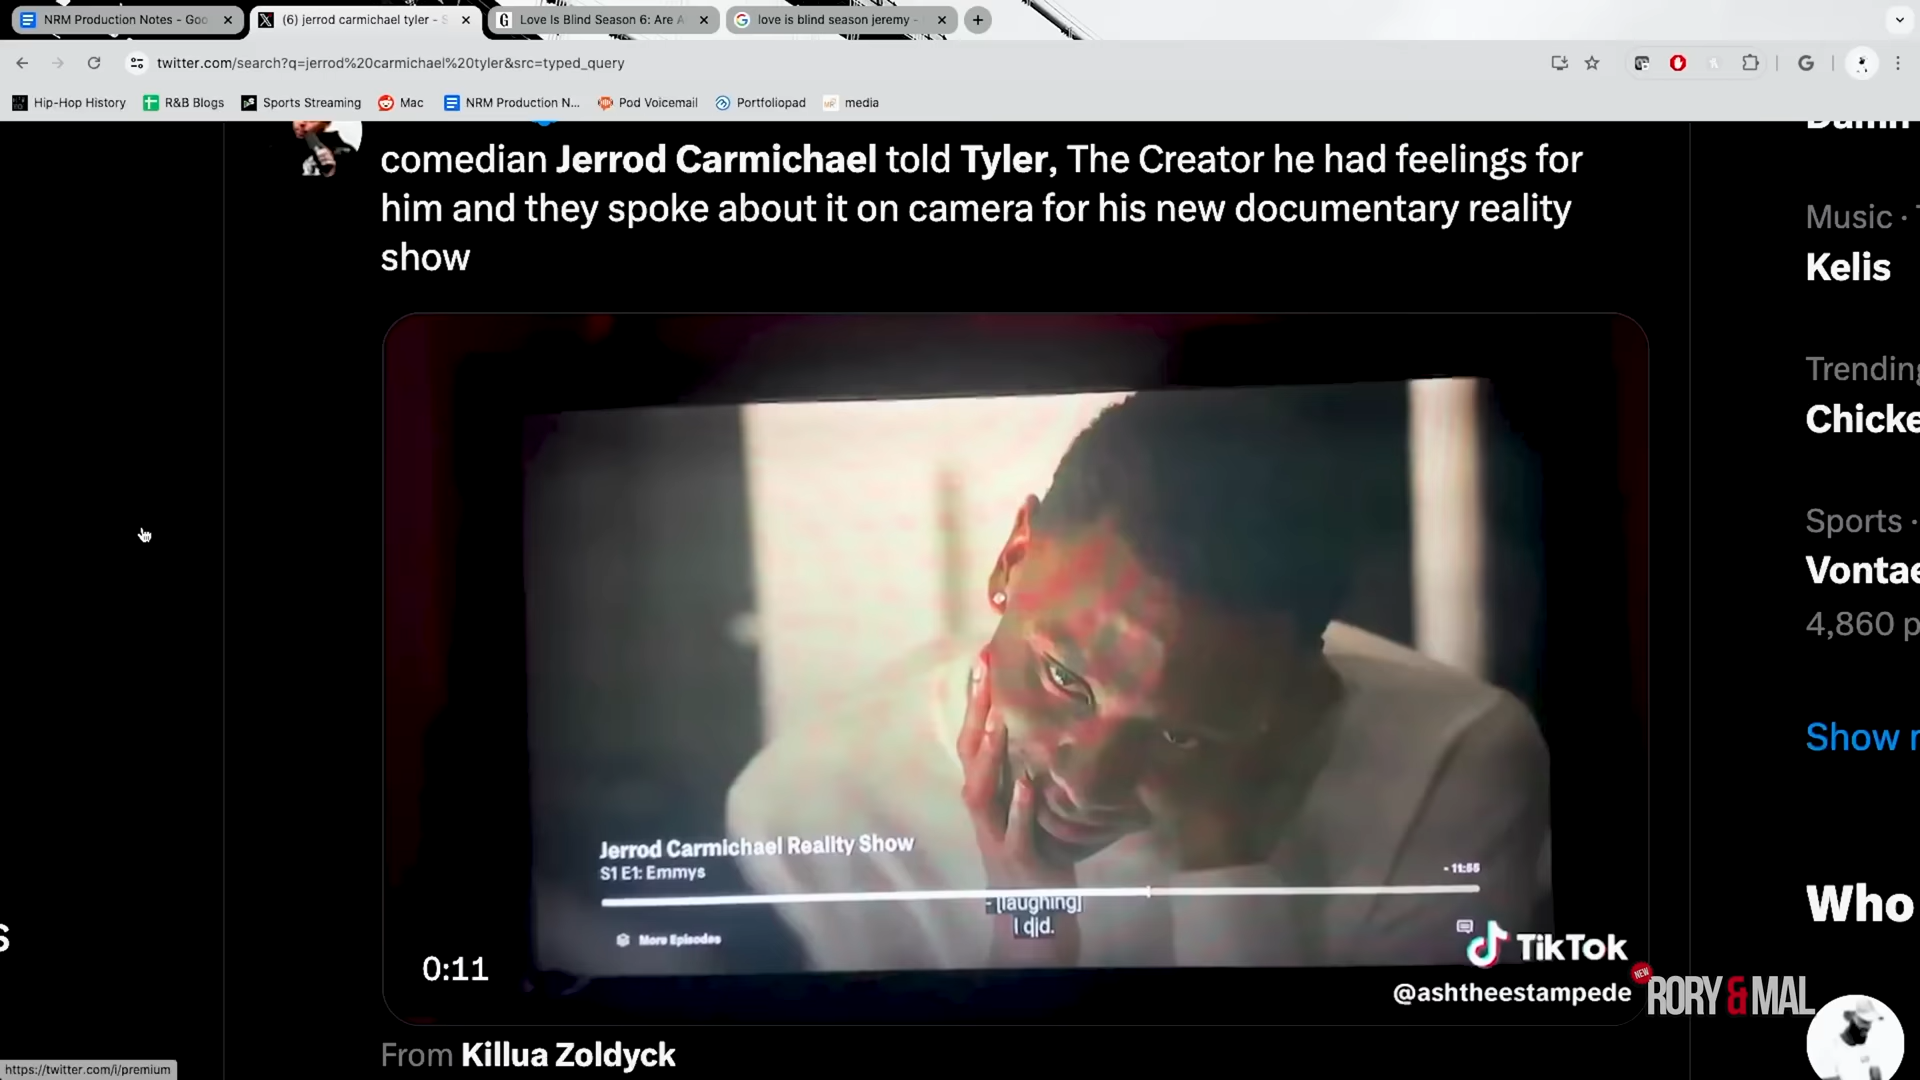 NRM Production Notes - Goo
(6) jerrod carmichael tyler - S
Love Is Blind Season 6: Are A
love is blind season jeremy -
twitter.com/search?q=jerrod%20carmichael%20tyler&src=typed_query
Hip-Hop History
R&B Blogs
Sports Streaming
Mac
NRM Production N...
Pod Voicemail
Portfoliopad
media
comedian Jerrod Carmichael told Tyler, The Creator he had feelings for
him and they spoke about it on camera for his new documentary reality
show
Music ·
Kelis
Trending
Chicke
Sports ·
Vontae
4,860 p
Show
Who
Jerrod Carmichael Reality Show
S1 E1: Emmys
- 11:55
- [laughing]
I did.
More Episodes
0:11
TikTok
@ashtheestampede
NEW
RORY & MAL
From Killua Zoldyck
https://twitter.com/i/premium